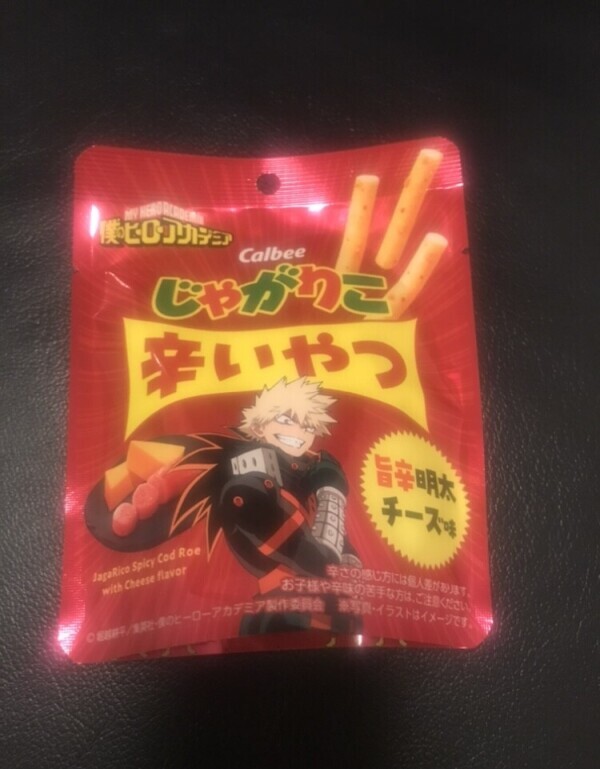 MY HERO ACADEMIA
僕のヒーローアカデミア
Calbee
じゃがりこ
辛いやつ
旨辛明太
チーズ味
JagaRico Spicy Cod Roe
with Cheese flavor
辛さの感じ方には個人差があります。
お子様や辛味の苦手な方は、ご注意ください。
©堀越耕平/集英社・僕のヒーローアカデミア製作委員会 ※写真・イラストはイメージです。